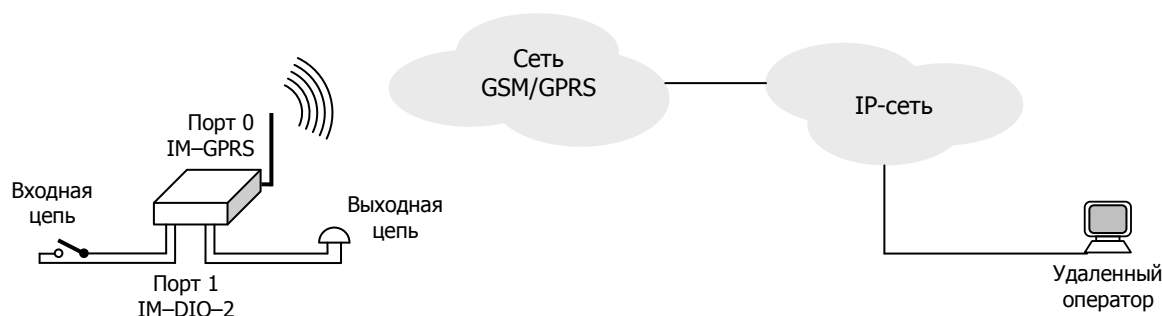 Сеть
GSM/GPRS
IP-сеть
Порт 0
IM–GPRS
Входная
цепь
Выходная
цепь
Порт 1
IM–DIO–2
Удаленный
оператор